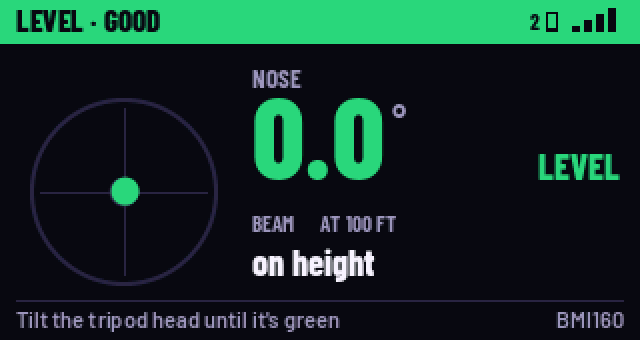 LEVEL · GOOD
2
NOSE
0.0°
LEVEL
BEAM AT 100 FT
on height
Tilt the tripod head until it's green
BMI160